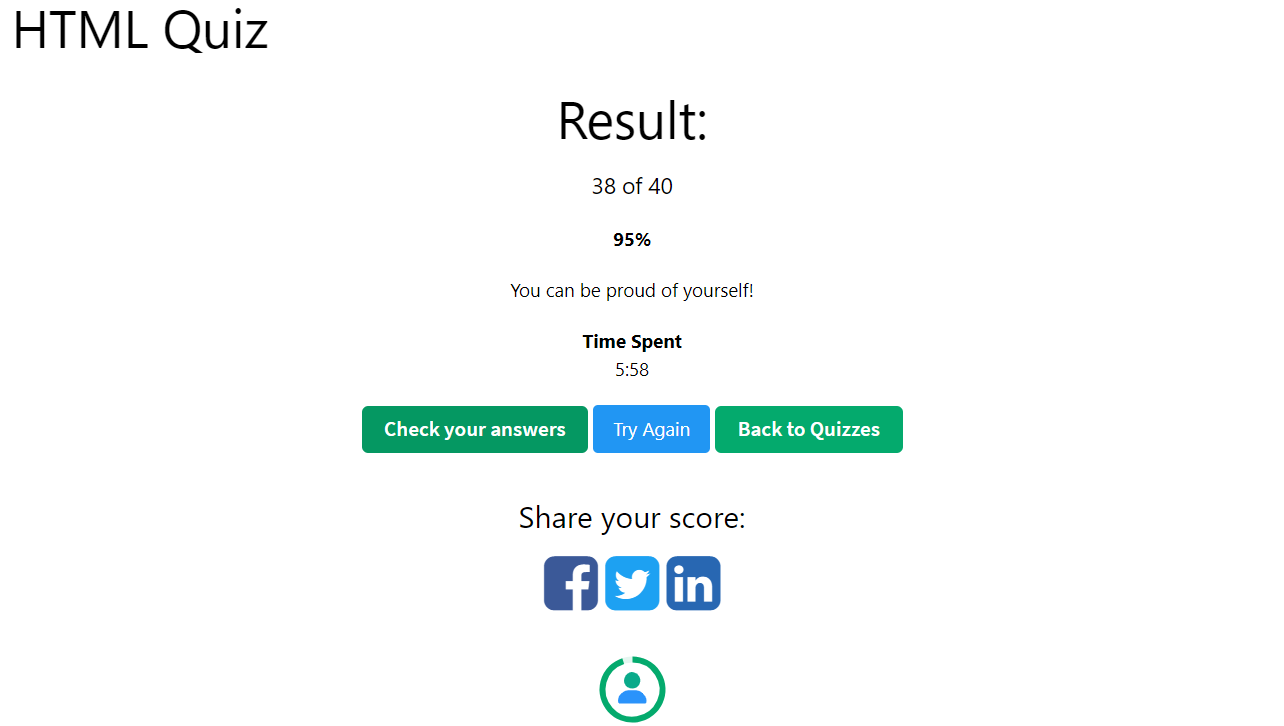 HTML Quiz
Result:
38 of 40
95%
You can be proud of yourself!
Time Spent
5:58
Check your answers Try Again Back to Quizzes
Share your score: